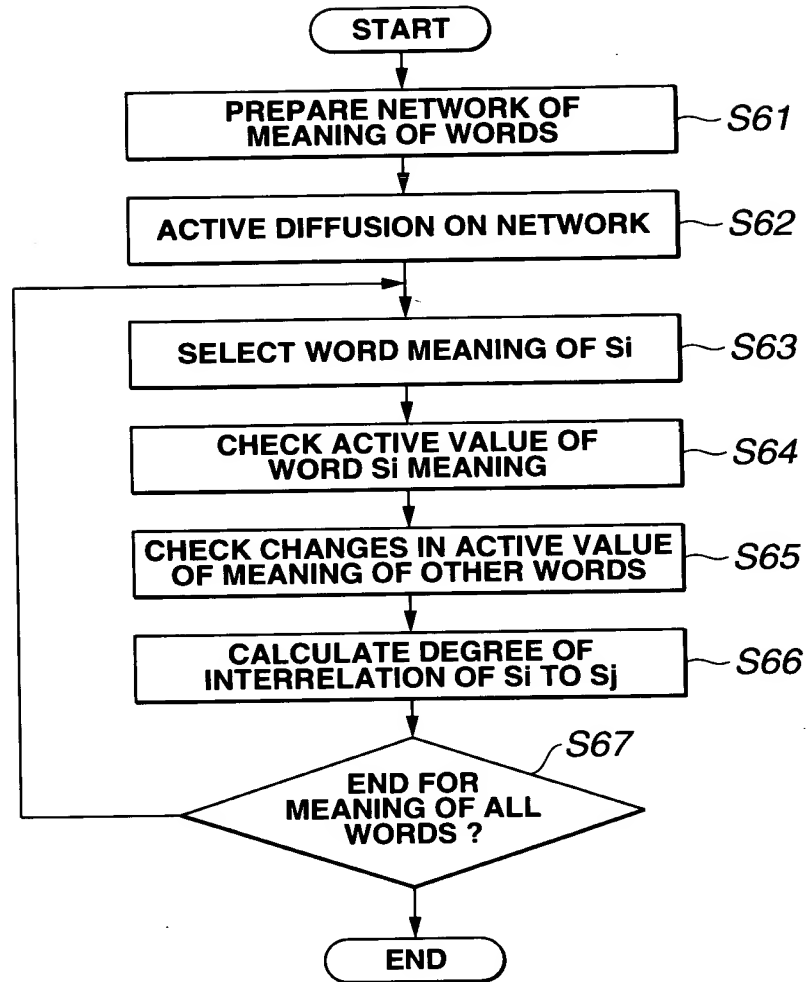 START
PREPARE NETWORK OF
MEANING OF WORDS
S61
ACTIVE DIFFUSION ON NETWORK
S62
SELECT WORD MEANING OF Si
S63
CHECK ACTIVE VALUE OF
WORD Si MEANING
S64
CHECK CHANGES IN ACTIVE VALUE
OF MEANING OF OTHER WORDS
S65
CALCULATE DEGREE OF
INTERRELATION OF Si TO Sj
S66
S67
END FOR
MEANING OF ALL
WORDS ?
END